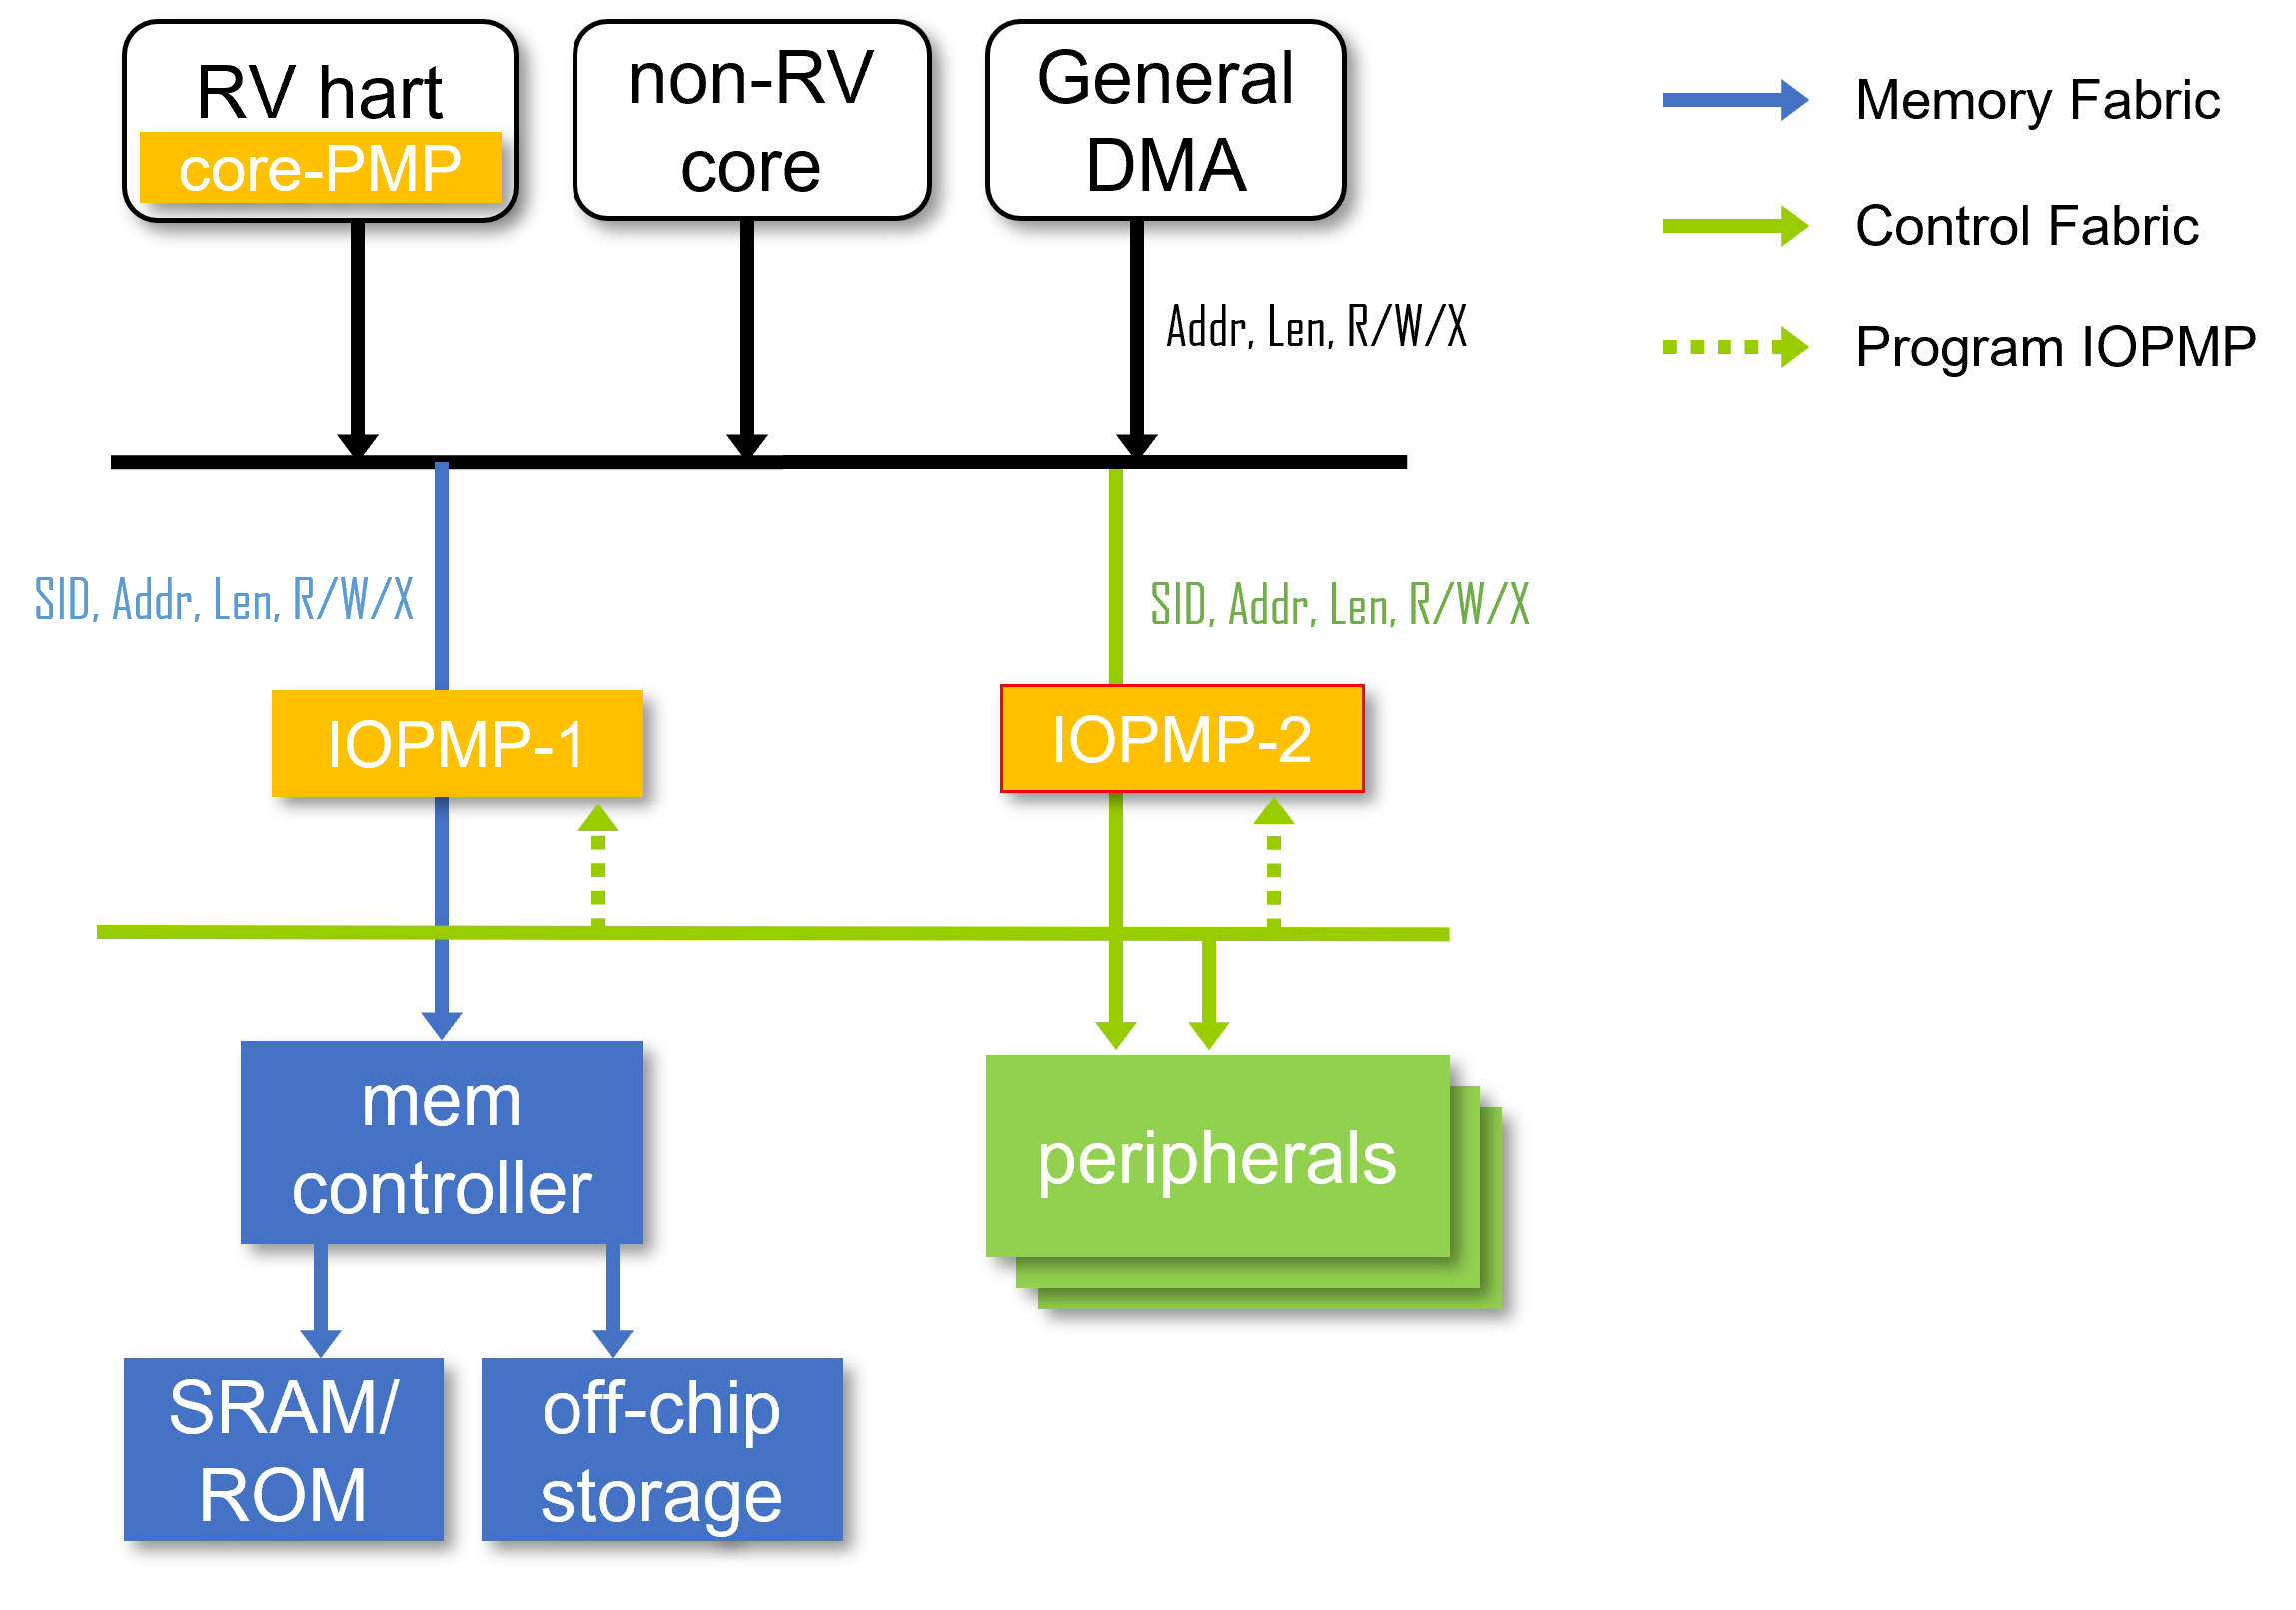 RV hart
core-PMP
non-RV
core
General
DMA
Memory Fabric
Control Fabric
Program IOPMP
Addr, Len, R/W/X
SID, Addr, Len, R/W/X
SID, Addr, Len, R/W/X
IOPMP-1
IOPMP-2
mem
controller
peripherals
SRAM/
ROM
off-chip
storage